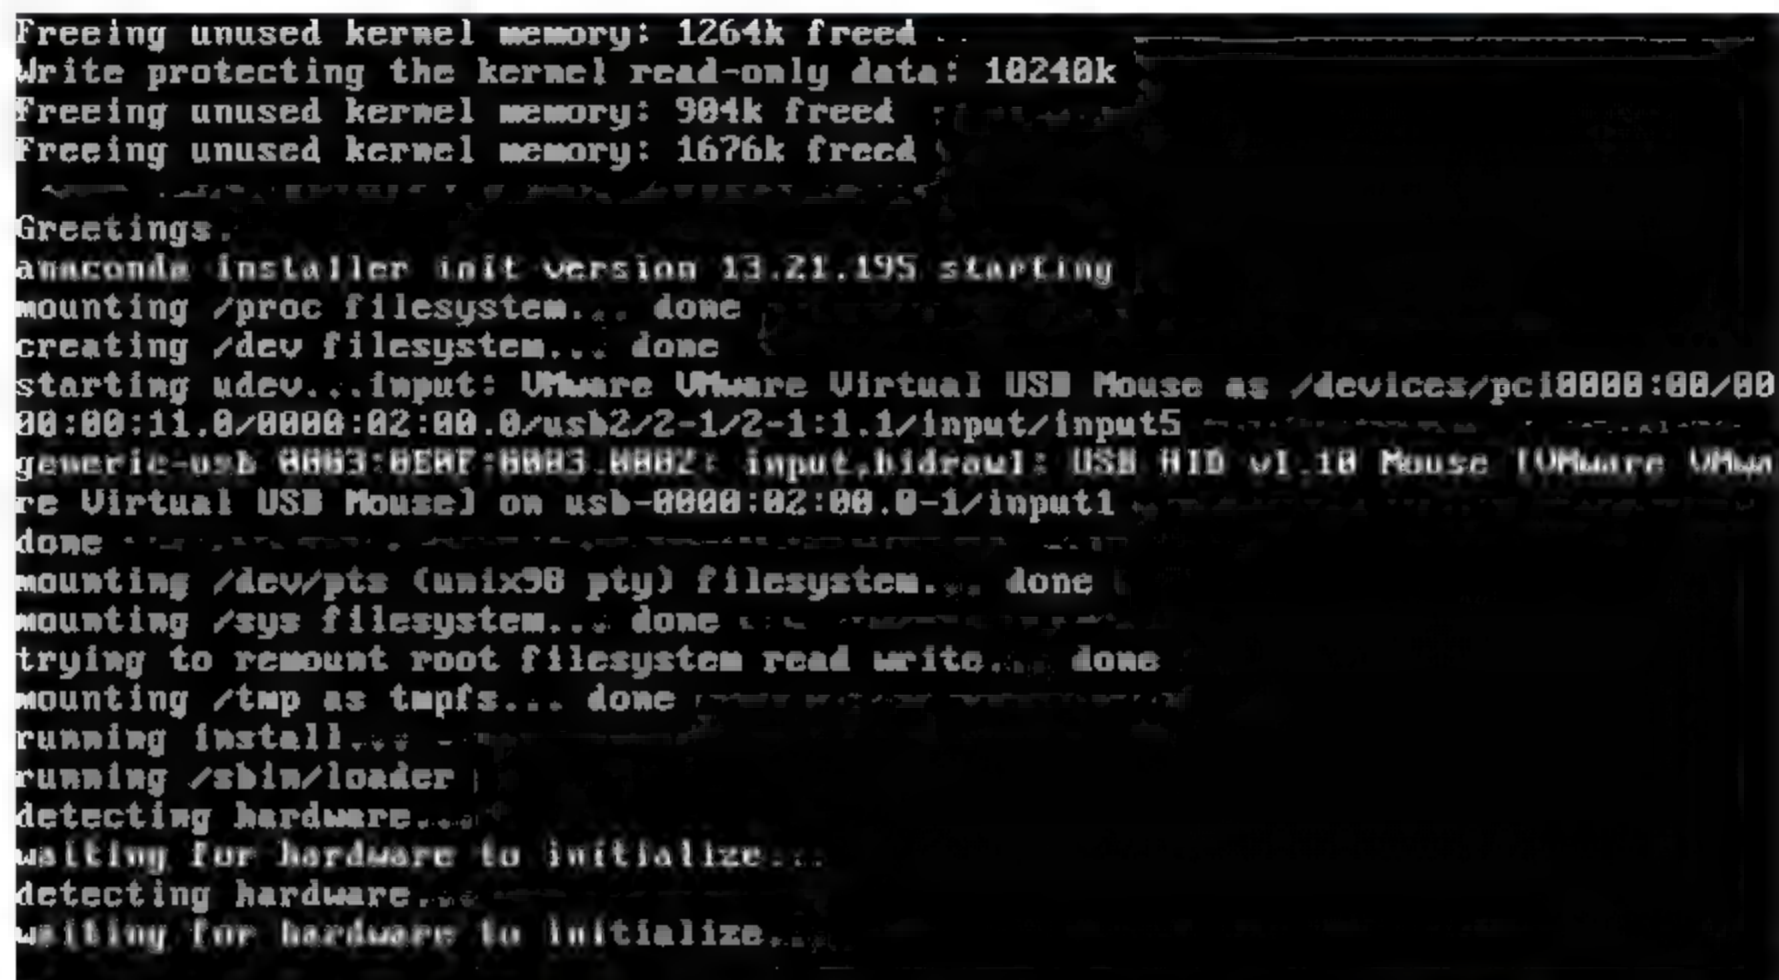 Freeing unused kernel memory: 1264k freed
Write protecting the kernel read-only data: 10240k
Freeing unused kernel memory: 904k freed
Freeing unused kernel memory: 1676k freed
Greetings.
anaconda installer init version 13.21.195 starting
mounting /proc filesystem... done
creating /dev filesystem... done
starting udev...input: VMware VMware Virtual USB Mouse as /devices/pci0000:00/00
00:00:11.0/0000:02:00.0/usb2/2-1/2-1:1.1/input/input5
generic-usb 0003:0E0F:0003.0002: input,hidraw1: USB HID v1.10 Mouse [VMware VMwa
re Virtual USB Mouse] on usb-0000:02:00.0-1/input1
done
mounting /dev/pts (unix98 pty) filesystem... done
mounting /sys filesystem... done
trying to remount root filesystem read write... done
mounting /tmp as tmpfs... done
running install...
running /sbin/loader
detecting hardware...
waiting for hardware to initialize...
detecting hardware...
waiting for hardware to initialize...